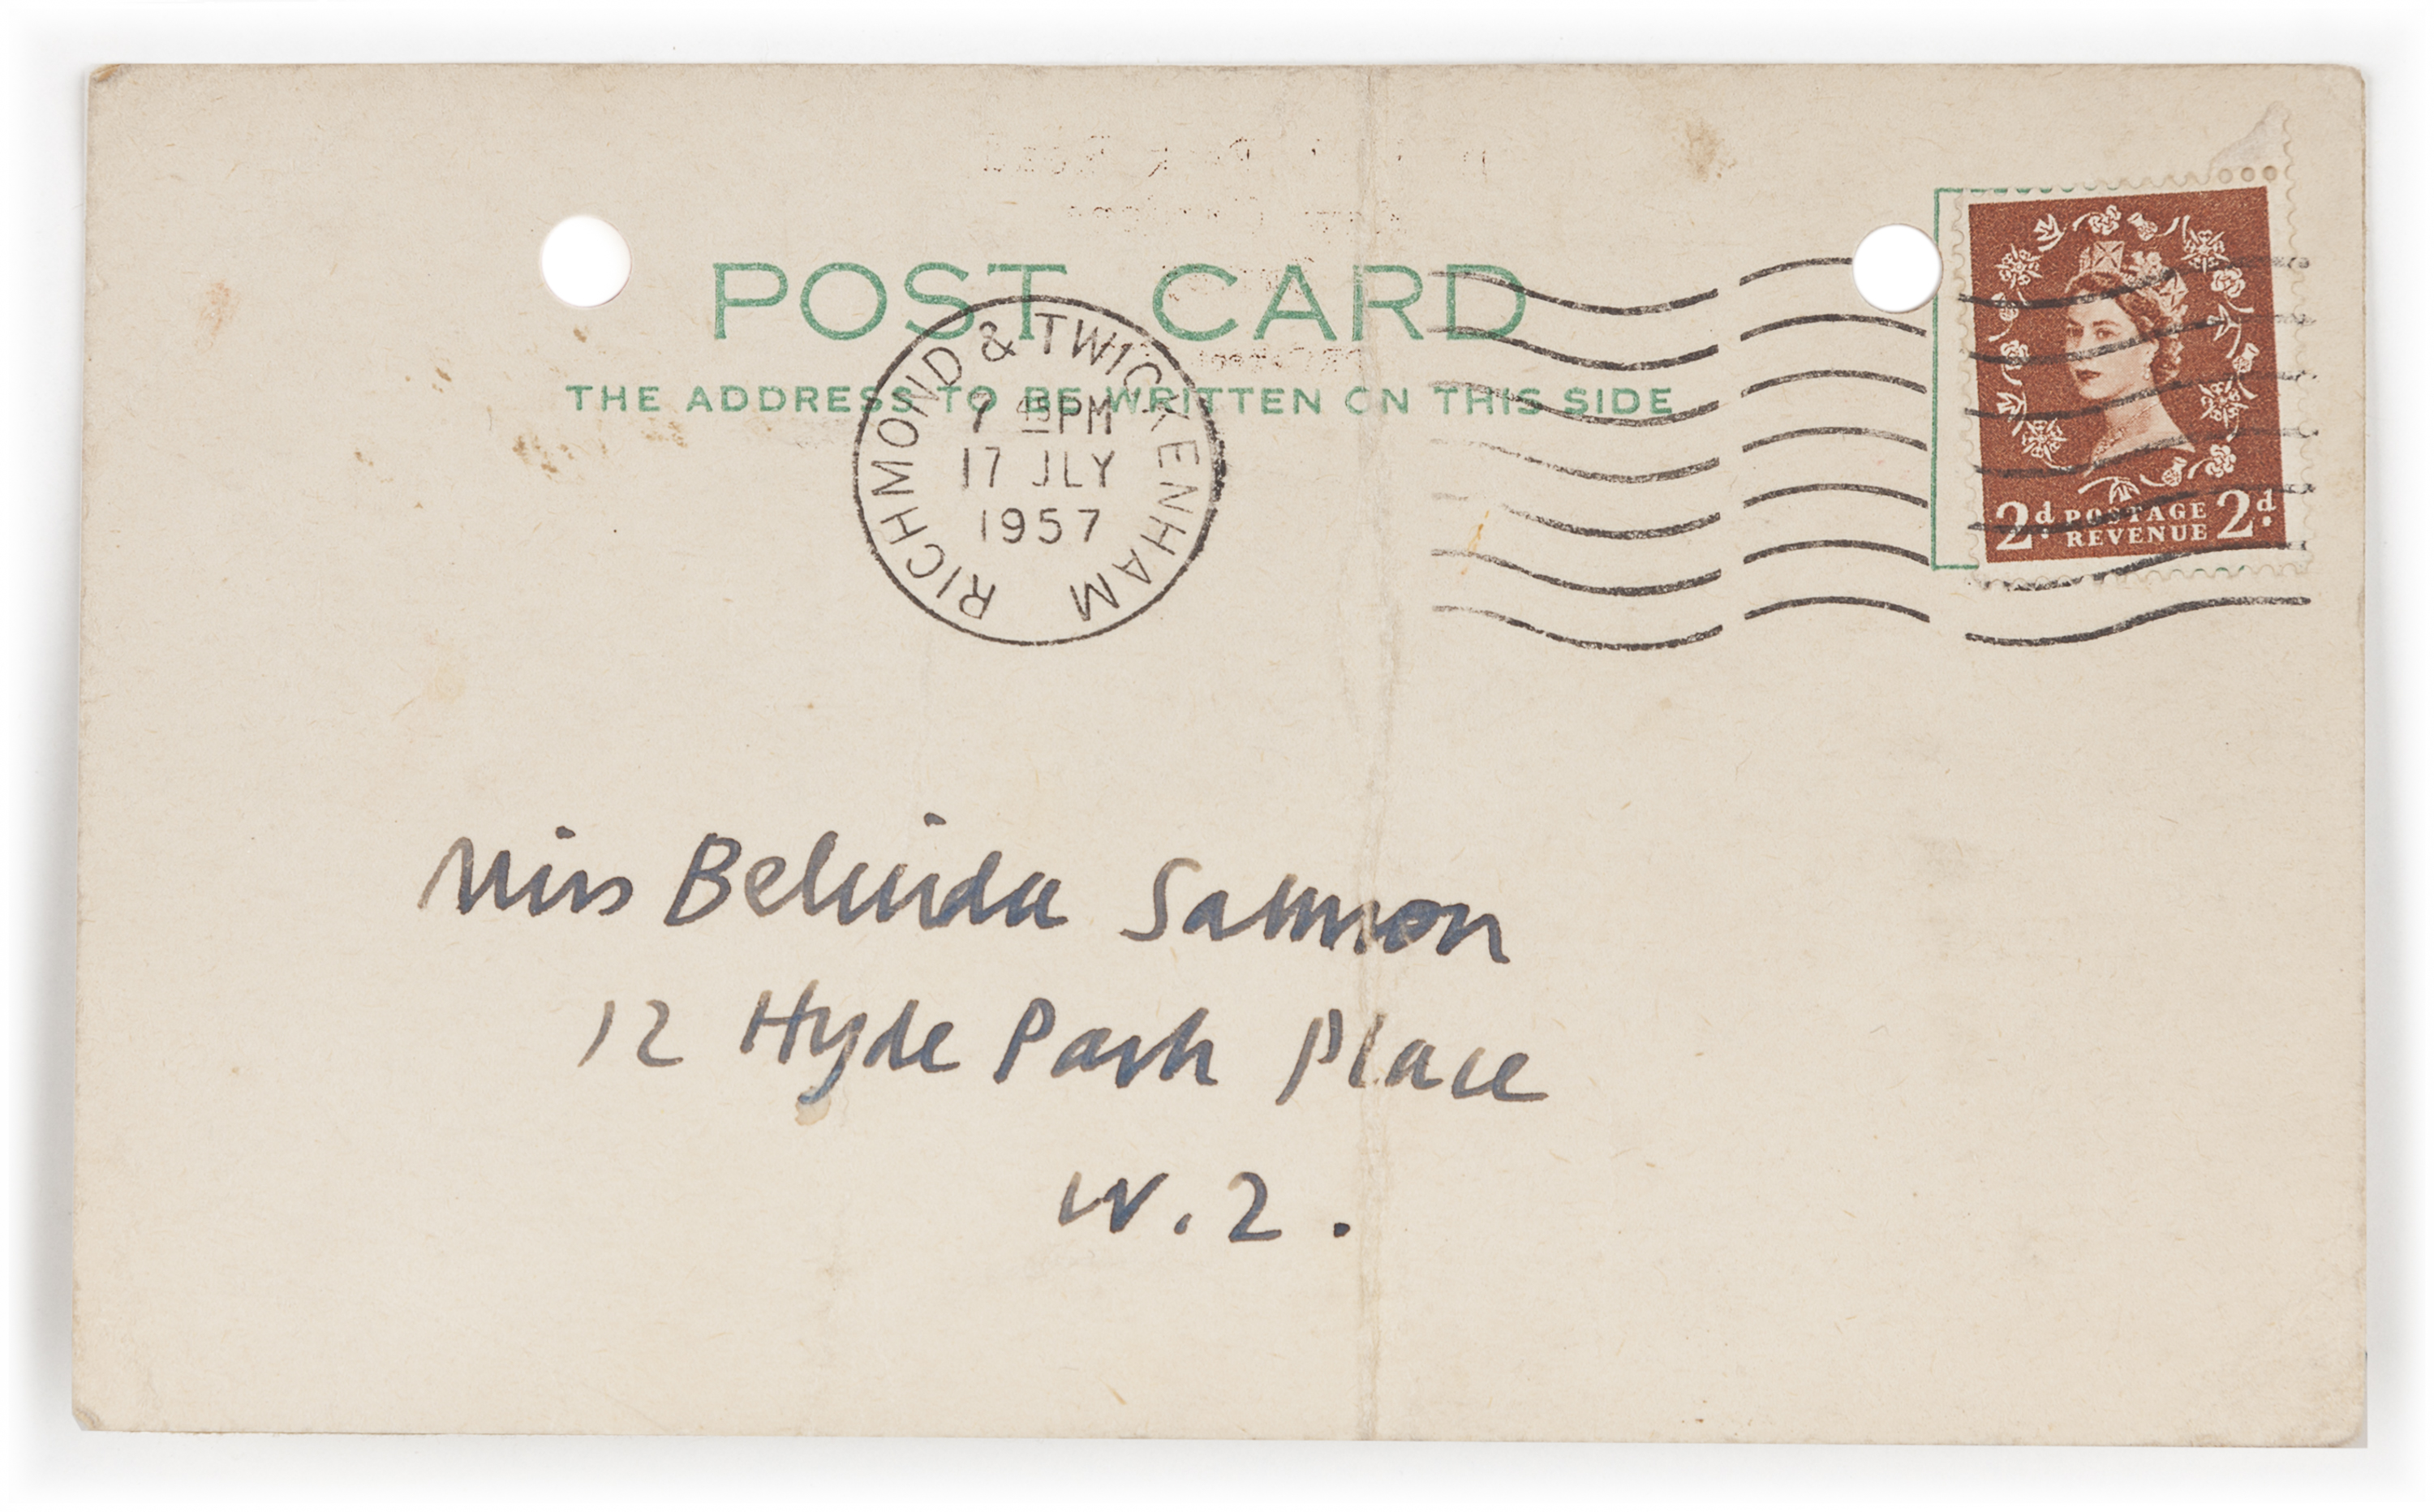 POST CARD
THE ADDRESS TO BE WRITTEN ON THIS SIDE
RICHMOND & TWICKENHAM
7 45 PM
17 JLY
1957
2d POSTAGE REVENUE 2d
Miss Belinda Salmon
12 Hyde Park Place
W.2.